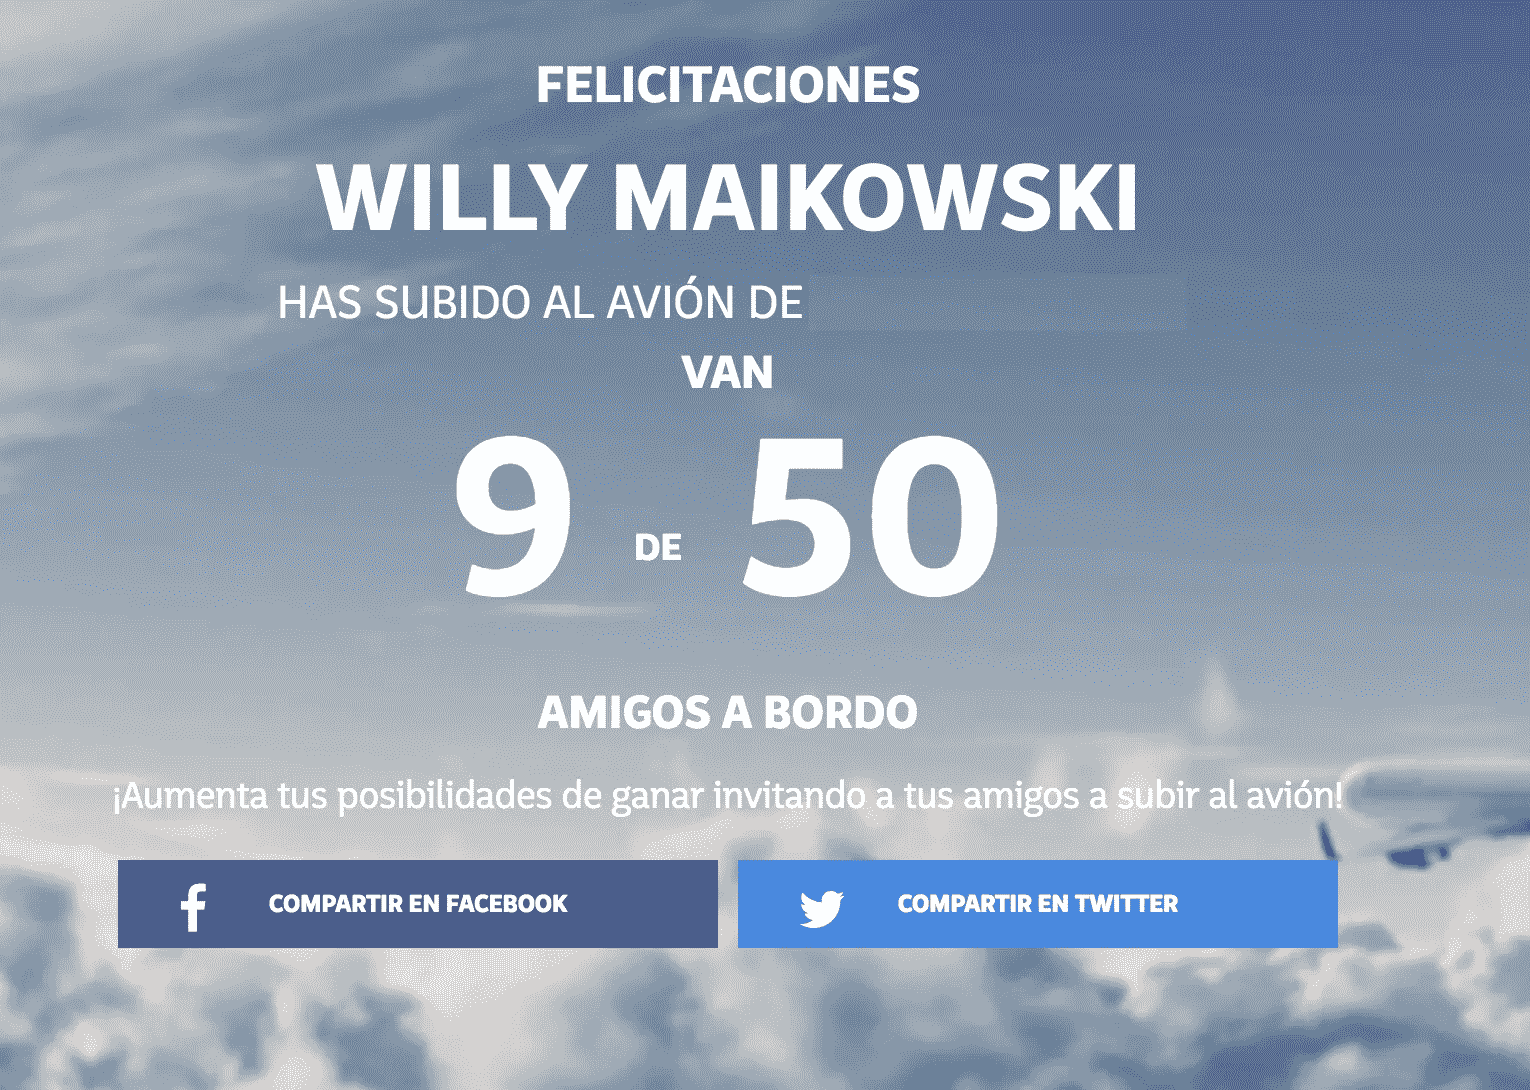 FELICITACIONES
WILLY MAIKOWSKI
HAS SUBIDO AL AVIÓN DE
VAN
9 DE 50
AMIGOS A BORDO
¡Aumenta tus posibilidades de ganar invitando a tus amigos a subir al avión!
COMPARTIR EN FACEBOOK
COMPARTIR EN TWITTER